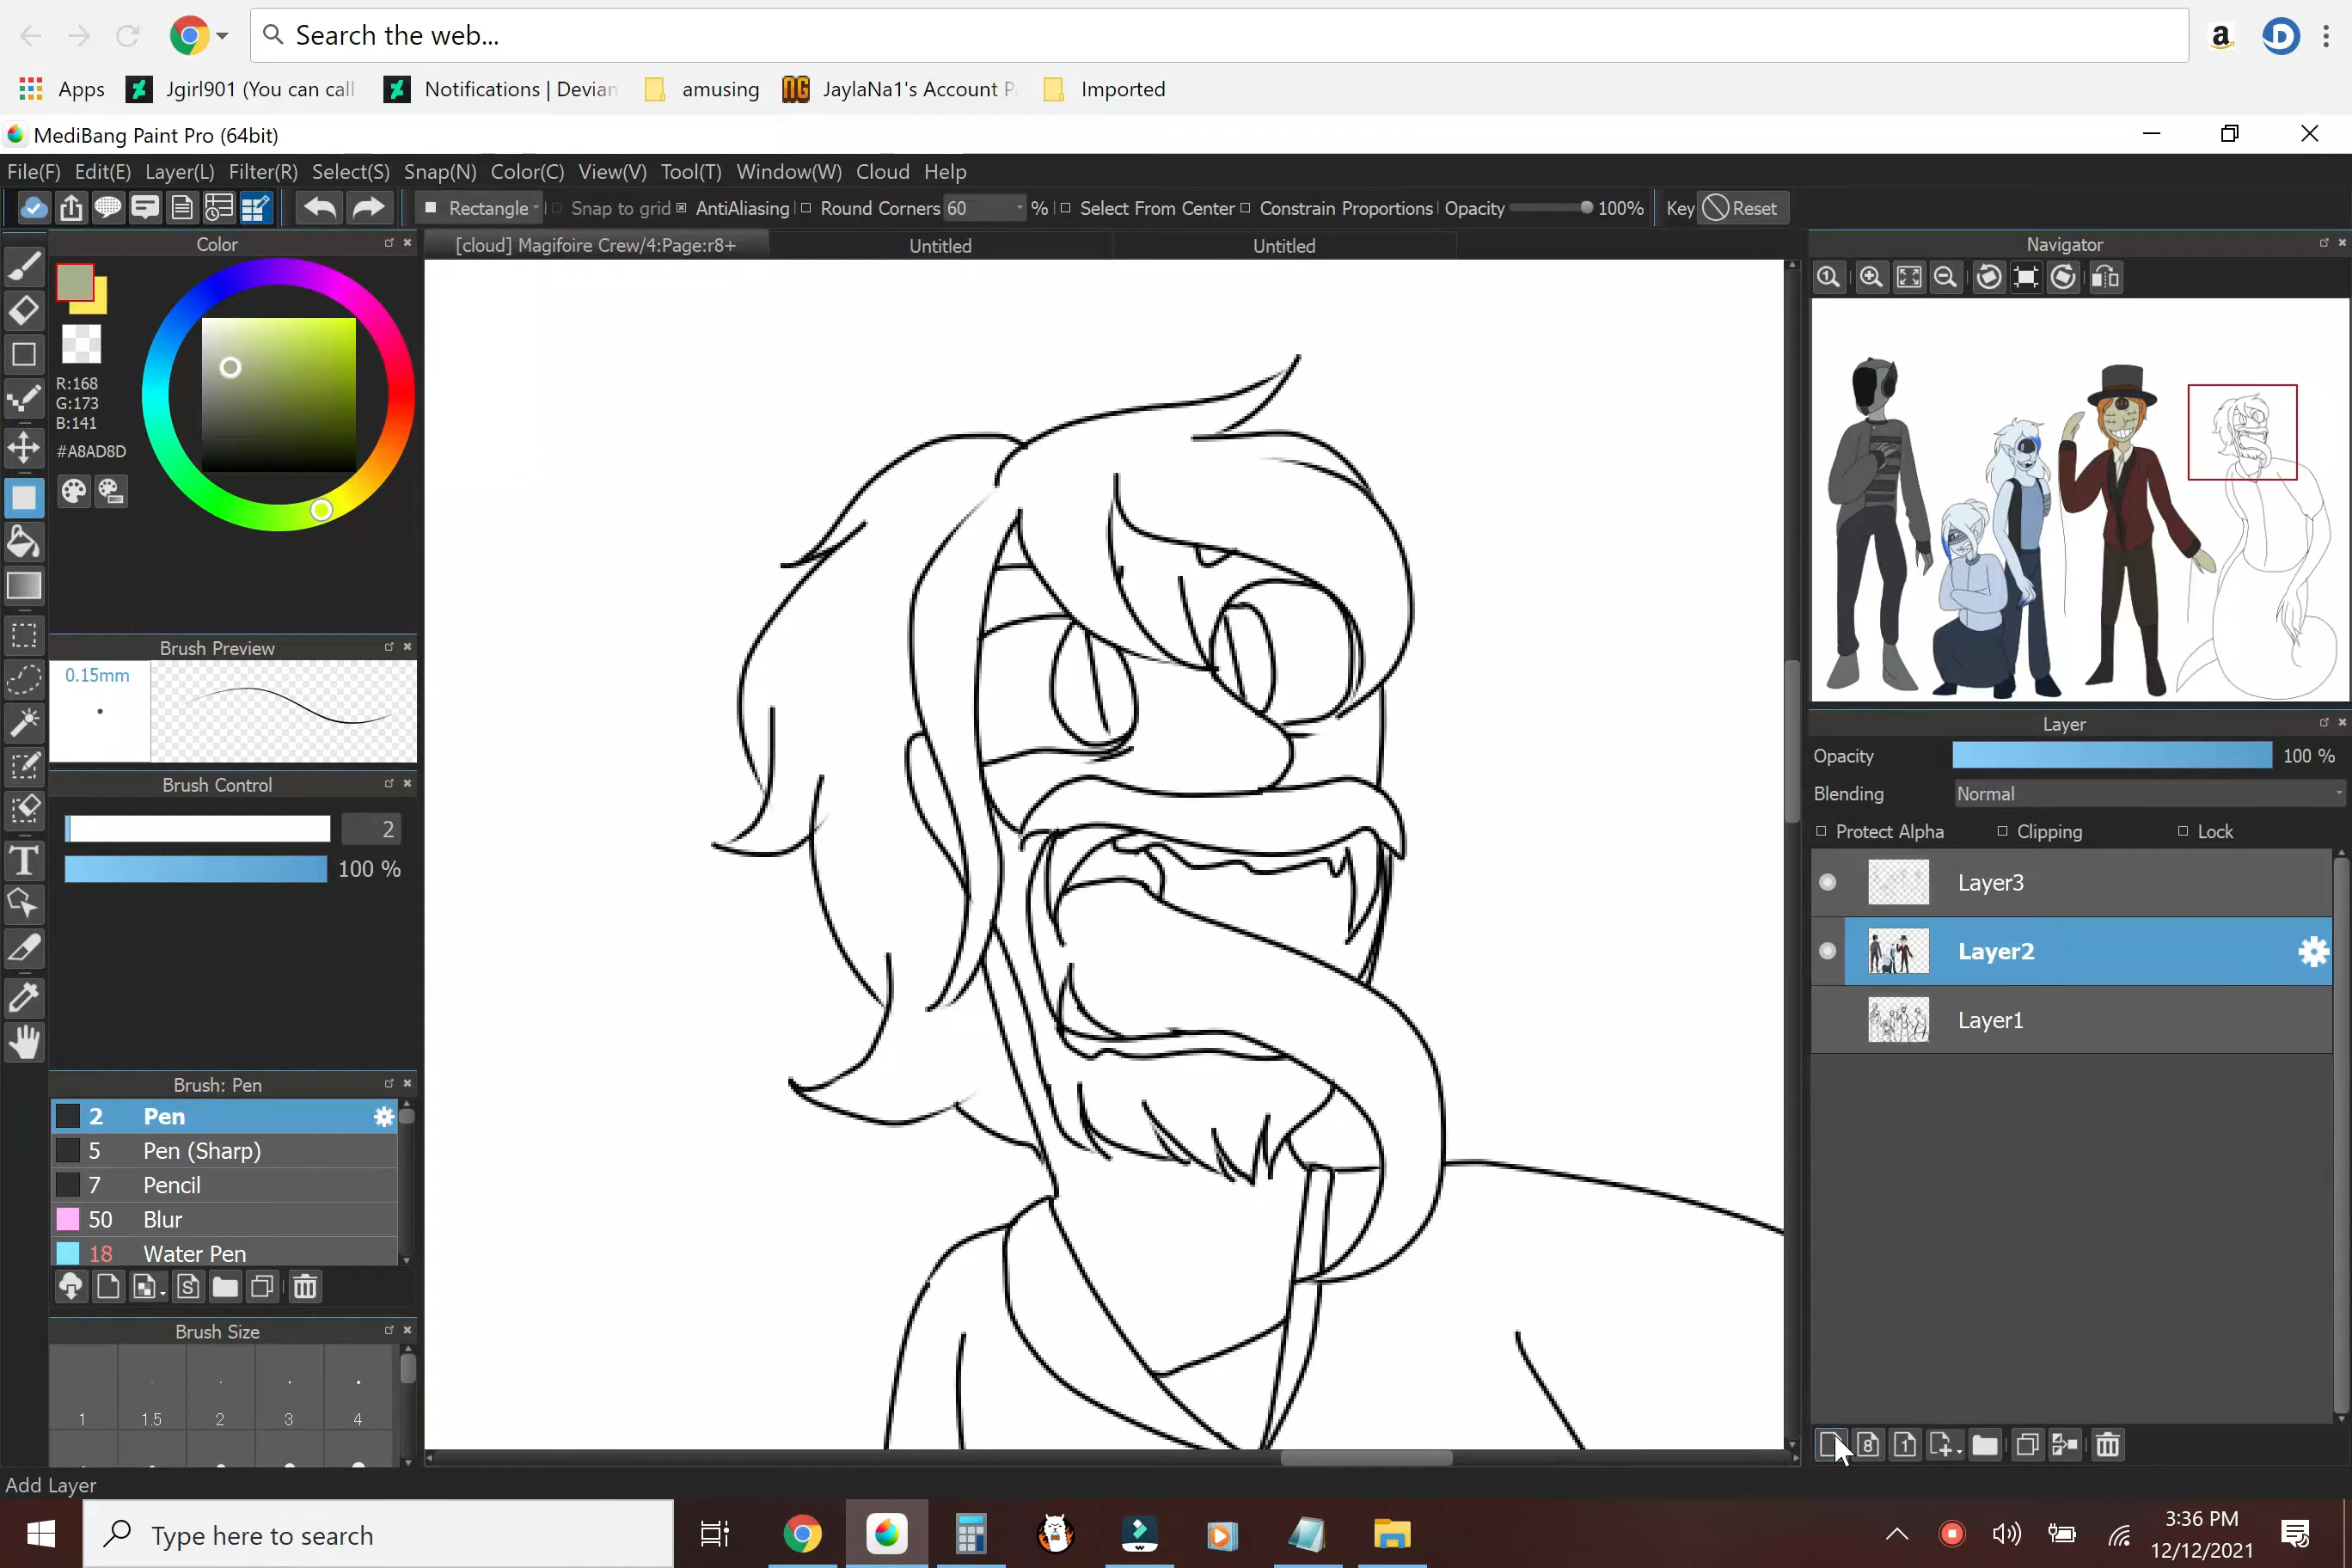 Search the web...
Apps Jgirl901 (You can call Notifications | Devian amusing JaylaNa1's Account P Imported
MediBang Paint Pro (64bit)
File(F) Edit(E) Layer(L) Filter(R) Select(S) Snap(N) Color(C) View(V) Tool(T) Window(W) Cloud Help
Rectangle Snap to grid AntiAliasing Round Corners 60 % Select From Center Constrain Proportions Opacity 100% Key Reset
Color
[cloud] Magifoire Crew/4:Page:r8+ Untitled Untitled
Navigator
R:168
G:173
B:141
#A8AD8D
Brush Preview
0.15mm
Brush Control
2
100 %
Brush: Pen
2 Pen
5 Pen (Sharp)
7 Pencil
50 Blur
18 Water Pen
Brush Size
1 1.5 2 3 4
Layer
Opacity 100 %
Blending Normal
Protect Alpha Clipping Lock
Layer3
Layer2
Layer1
Add Layer
Type here to search
3:36 PM
12/12/2021